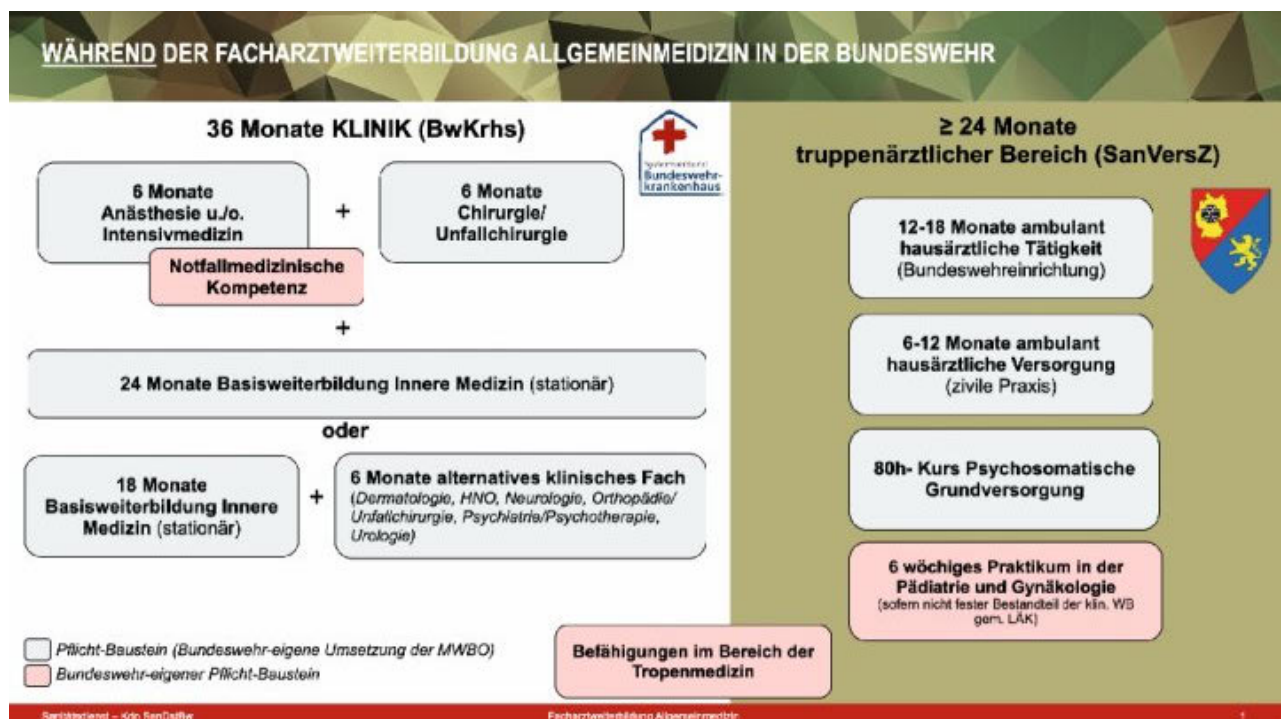 WÄHREND DER FACHARZTWEITERBILDUNG ALLGEMEINMEIDIZIN IN DER BUNDESWEHR
36 Monate KLINIK (BwKrhs)
Bundeswehr-
krankenhaus
6 Monate
Anästhesie u./o.
Intensivmedizin
+
6 Monate
Chirurgie/
Unfallchirurgie
Notfallmedizinische
Kompetenz
+
24 Monate Basisweiterbildung Innere Medizin (stationär)
oder
18 Monate
Basisweiterbildung Innere
Medizin (stationär)
+
6 Monate alternatives klinisches Fach
(Dermatologie, HNO, Neurologie, Orthopädie/
Unfallchirurgie, Psychiatrie/Psychotherapie,
Urologie)
≥ 24 Monate
truppenärztlicher Bereich (SanVersZ)
12-18 Monate ambulant
hausärztliche Tätigkeit
(Bundeswehreinrichtung)
6-12 Monate ambulant
hausärztliche Versorgung
(zivile Praxis)
80h- Kurs Psychosomatische
Grundversorgung
6 wöchiges Praktikum in der
Pädiatrie und Gynäkologie
(sofern nicht fester Bestandteil der klin. WB
gem. LÄK)
Pflicht-Baustein (Bundeswehr-eigene Umsetzung der MWBO)
Bundeswehr-eigener Pflicht-Baustein
Befähigungen im Bereich der
Tropenmedizin
Sanitätsdienst – Kdo SanDstBw
Facharztweiterbildung Allgemeinmedizin
1